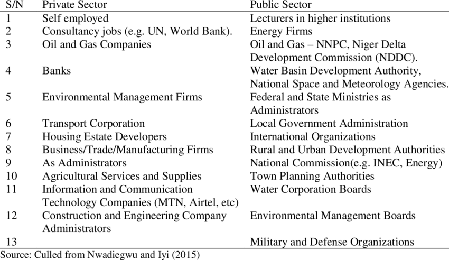 S/N Private Sector Public Sector
1 Self employed Lecturers in higher institutions
2 Consultancy jobs (e.g. UN, World Bank). Energy Firms
3 Oil and Gas Companies Oil and Gas – NNPC, Niger Delta
Development Commission (NDDC).
4 Banks Water Basin Development Authority,
National Space and Meteorology Agencies.
5 Environmental Management Firms Federal and State Ministries as
Administrators
6 Transport Corporation Local Government Administration
7 Housing Estate Developers International Organizations
8 Business/Trade/Manufacturing Firms Rural and Urban Development Authorities
9 As Administrators National Commission(e.g. INEC, Energy)
10 Agricultural Services and Supplies Town Planning Authorities
11 Information and Communication Water Corporation Boards
Technology Companies (MTN, Airtel, etc)
12 Construction and Engineering Company Environmental Management Boards
Administrators
13 Military and Defense Organizations
Source: Culled from Nwadiegwu and Iyi (2015)